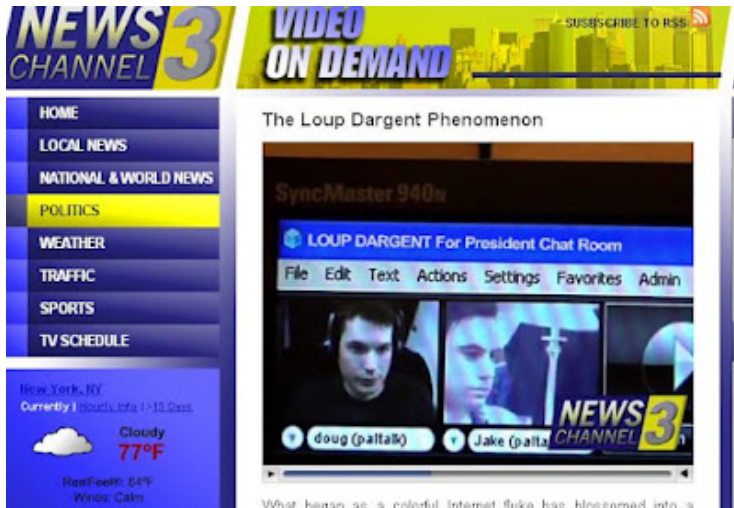 NEWS 3
CHANNEL
VIDEO
ON DEMAND
SUSBSCRIBE TO RSS
HOME
LOCAL NEWS
NATIONAL & WORLD NEWS
POLITICS
WEATHER
TRAFFIC
SPORTS
TV SCHEDULE
New York, NY
Currently | Hourly Info | >15 Days
Cloudy
77°F
RealFeel®: 84°F
Winds: Calm
The Loup Dargent Phenomenon
SyncMaster 940N
LOUP DARGENT For President Chat Room
File Edit Text Actions Settings Favorites Admin
doug (paltalk)
Jake (palta
NEWS 3
CHANNEL
What began as a colorful Internet fluke has blossomed into a